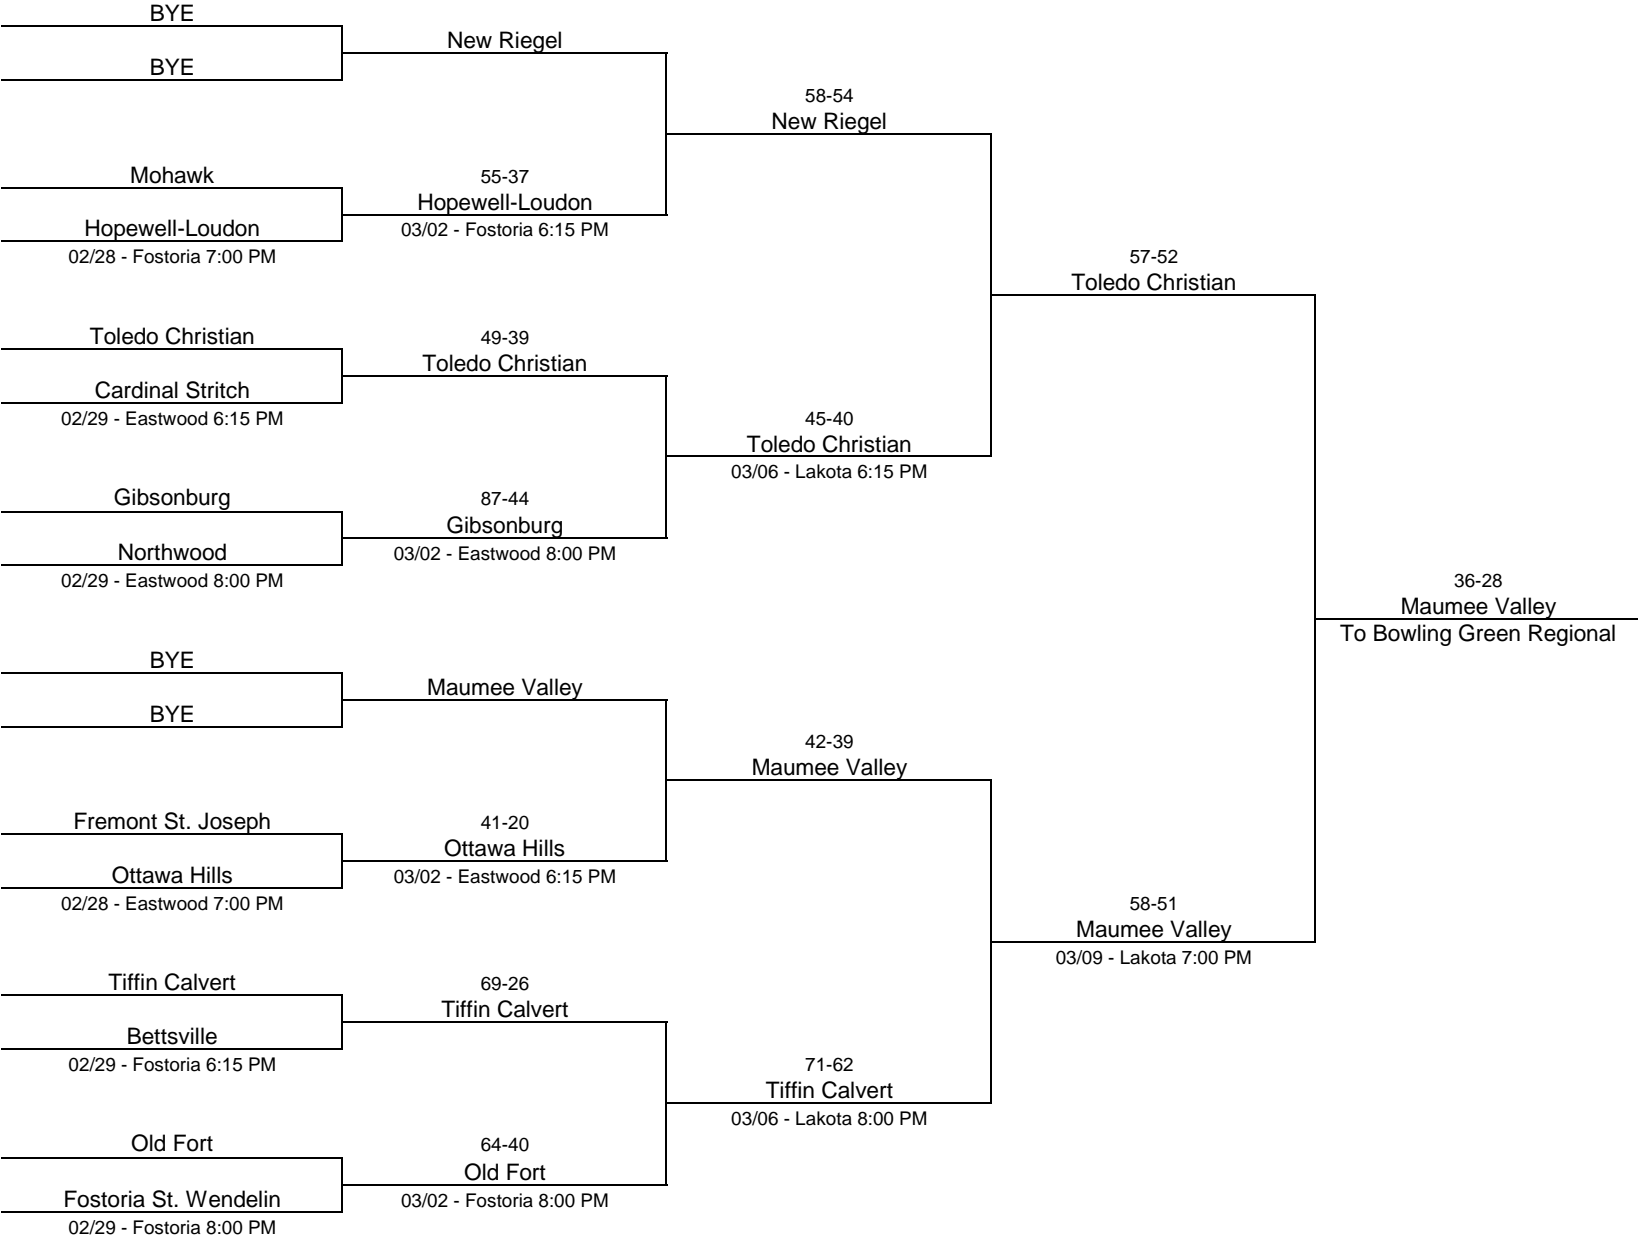 BYE
New Riegel
BYE
58-54
New Riegel
Mohawk
55-37
Hopewell-Loudon
Hopewell-Loudon
03/02 - Fostoria 6:15 PM
02/28 - Fostoria 7:00 PM
57-52
Toledo Christian
Toledo Christian
49-39
Toledo Christian
Cardinal Stritch
02/29 - Eastwood 6:15 PM
45-40
Toledo Christian
03/06 - Lakota 6:15 PM
Gibsonburg
87-44
Gibsonburg
Northwood
03/02 - Eastwood 8:00 PM
02/29 - Eastwood 8:00 PM
36-28
Maumee Valley
To Bowling Green Regional
BYE
Maumee Valley
BYE
42-39
Maumee Valley
Fremont St. Joseph
41-20
Ottawa Hills
Ottawa Hills
03/02 - Eastwood 6:15 PM
02/28 - Eastwood 7:00 PM
58-51
Maumee Valley
03/09 - Lakota 7:00 PM
Tiffin Calvert
69-26
Tiffin Calvert
Bettsville
02/29 - Fostoria 6:15 PM
71-62
Tiffin Calvert
03/06 - Lakota 8:00 PM
Old Fort
64-40
Old Fort
Fostoria St. Wendelin
03/02 - Fostoria 8:00 PM
02/29 - Fostoria 8:00 PM